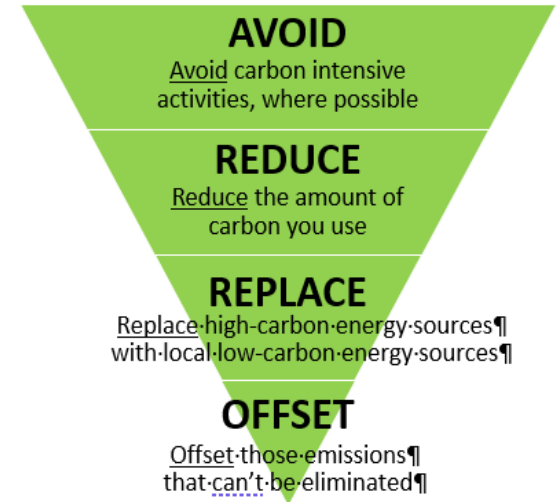 AVOID
Avoid carbon intensive
activities, where possible
REDUCE
Reduce the amount of
carbon you use
REPLACE
Replace·high-carbon·energy·sources¶
with·local·low-carbon·energy·sources¶
OFFSET
Offset·those·emissions¶
that·can't·be·eliminated¶